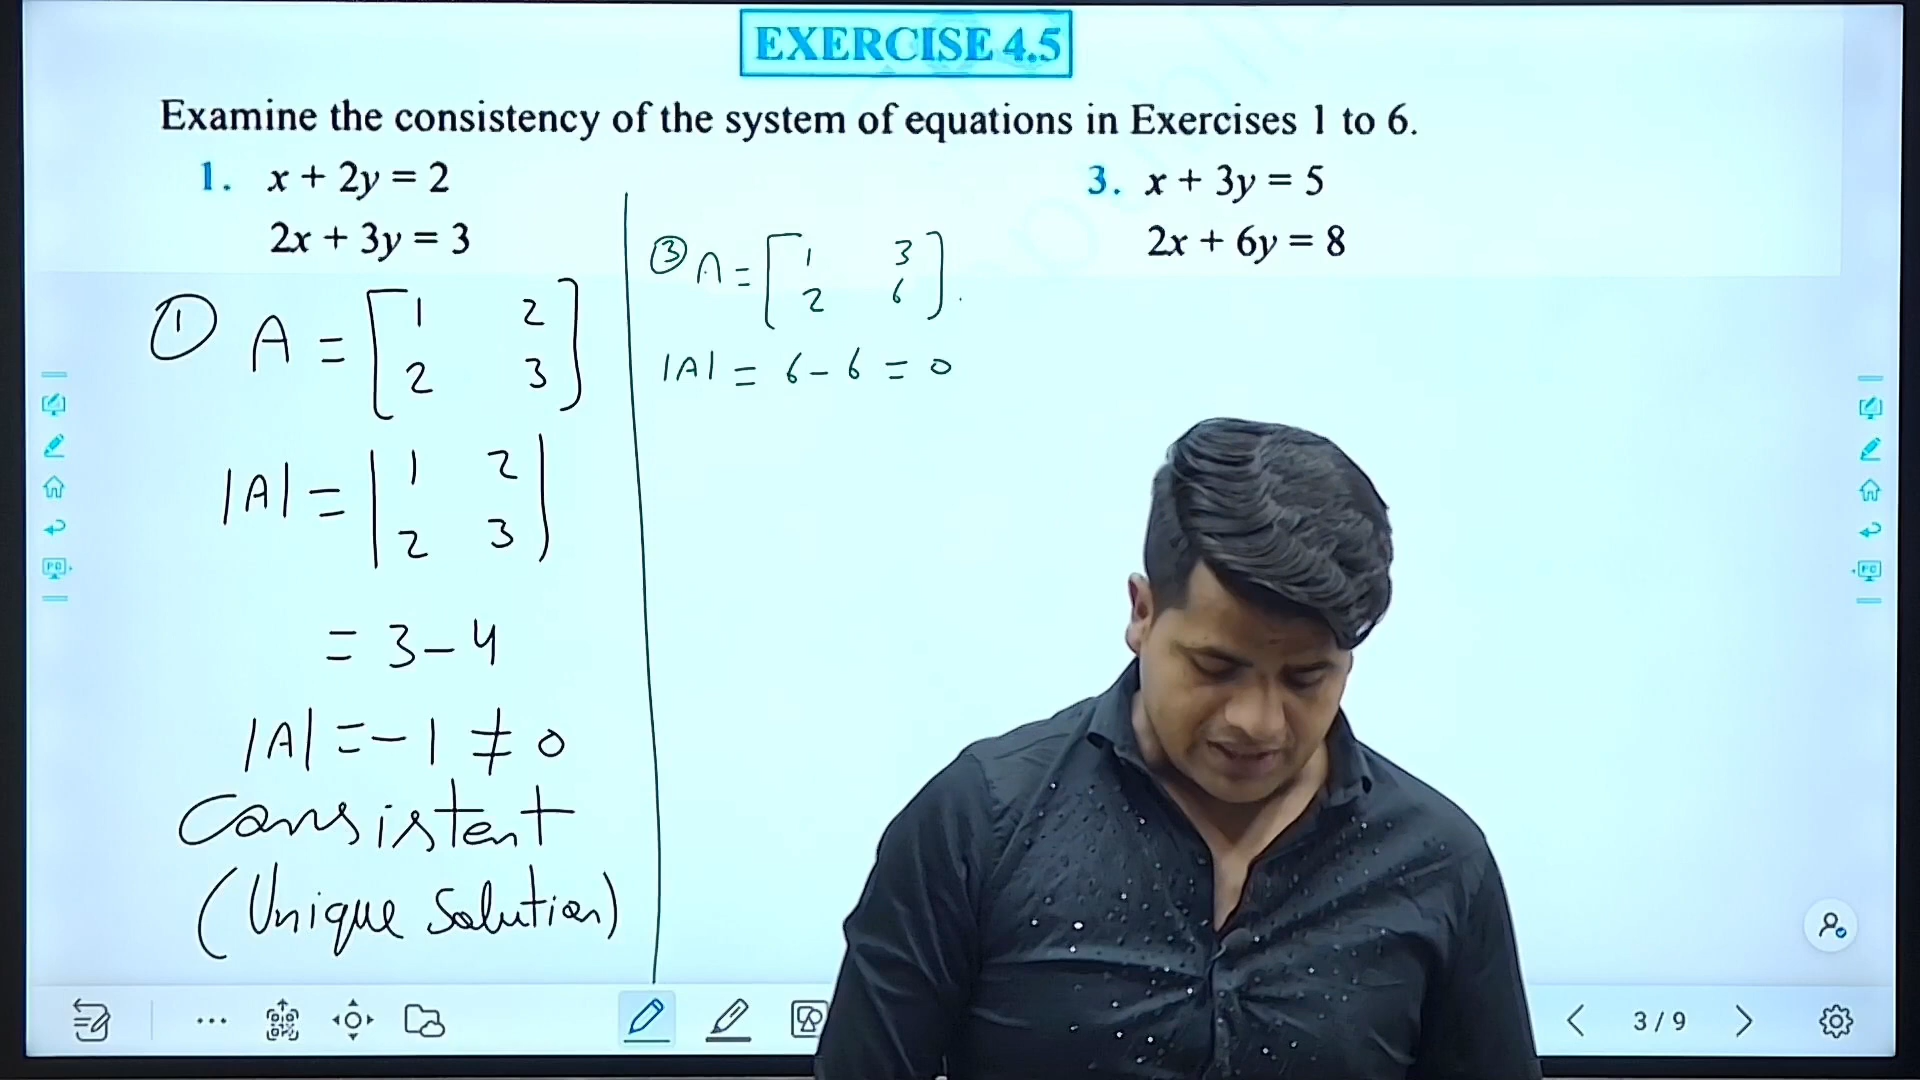 EXERCISE 4.5
Examine the consistency of the system of equations in Exercises 1 to 6.
1. x + 2y = 2
2x + 3y = 3
3. x + 3y = 5
2x + 6y = 8
① A = [1 2
2 3]
|A| = |1 2
2 3|
= 3 - 4
|A| = -1 ≠ 0
Consistent
(Unique Solution)
③ A = [1 3
2 6].
|A| = 6 - 6 = 0
3 / 9